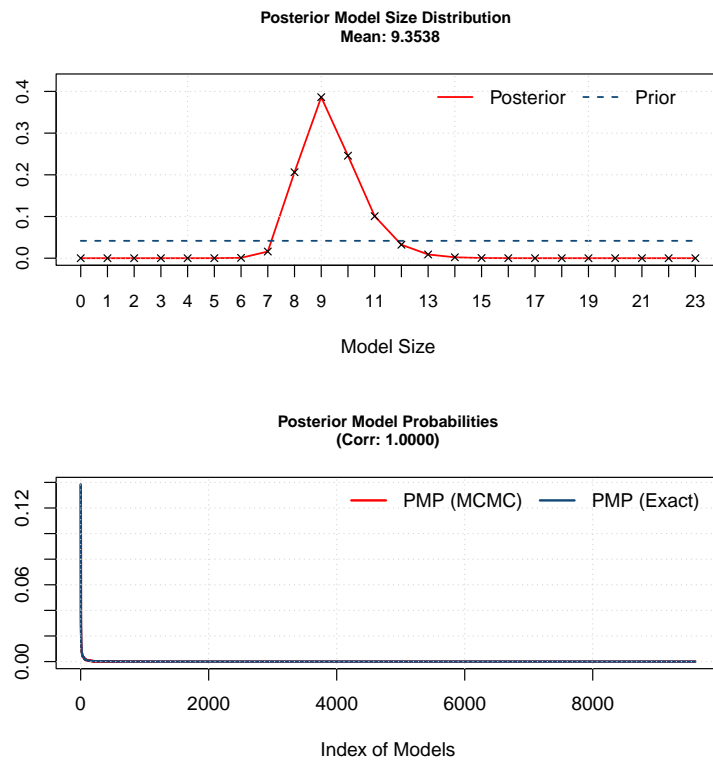 Posterior Model Size Distribution
Mean: 9.3538
0.4
0.3
0.2
0.1
0.0
Posterior
Prior
0 1 2 3 4 5 6 7 8 9 11 13 15 17 19 21 23
Model Size
Posterior Model Probabilities
(Corr: 1.0000)
0.12
0.06
0.00
PMP (MCMC)
PMP (Exact)
0 2000 4000 6000 8000
Index of Models